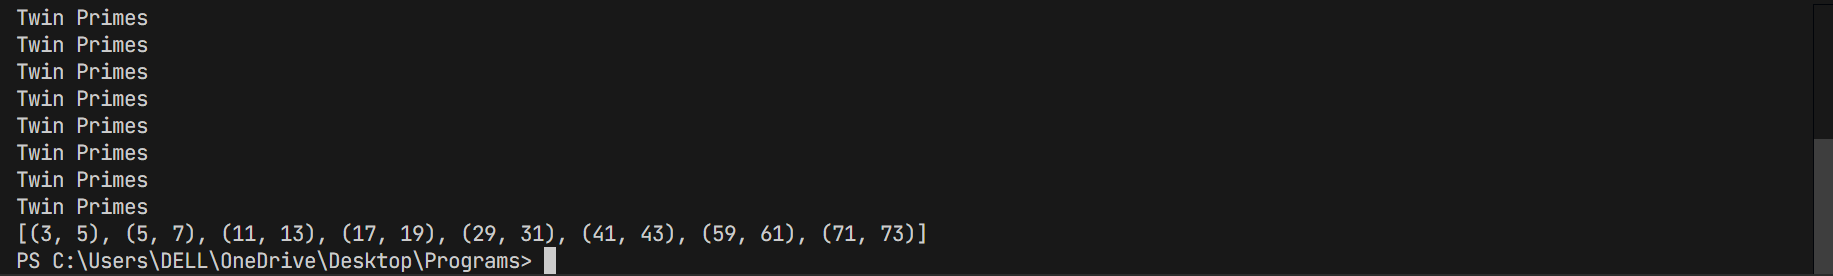 Twin Primes
Twin Primes
Twin Primes
Twin Primes
Twin Primes
Twin Primes
Twin Primes
Twin Primes
[(3, 5), (5, 7), (11, 13), (17, 19), (29, 31), (41, 43), (59, 61), (71, 73)]
PS C:\Users\DELL\OneDrive\Desktop\Programs>